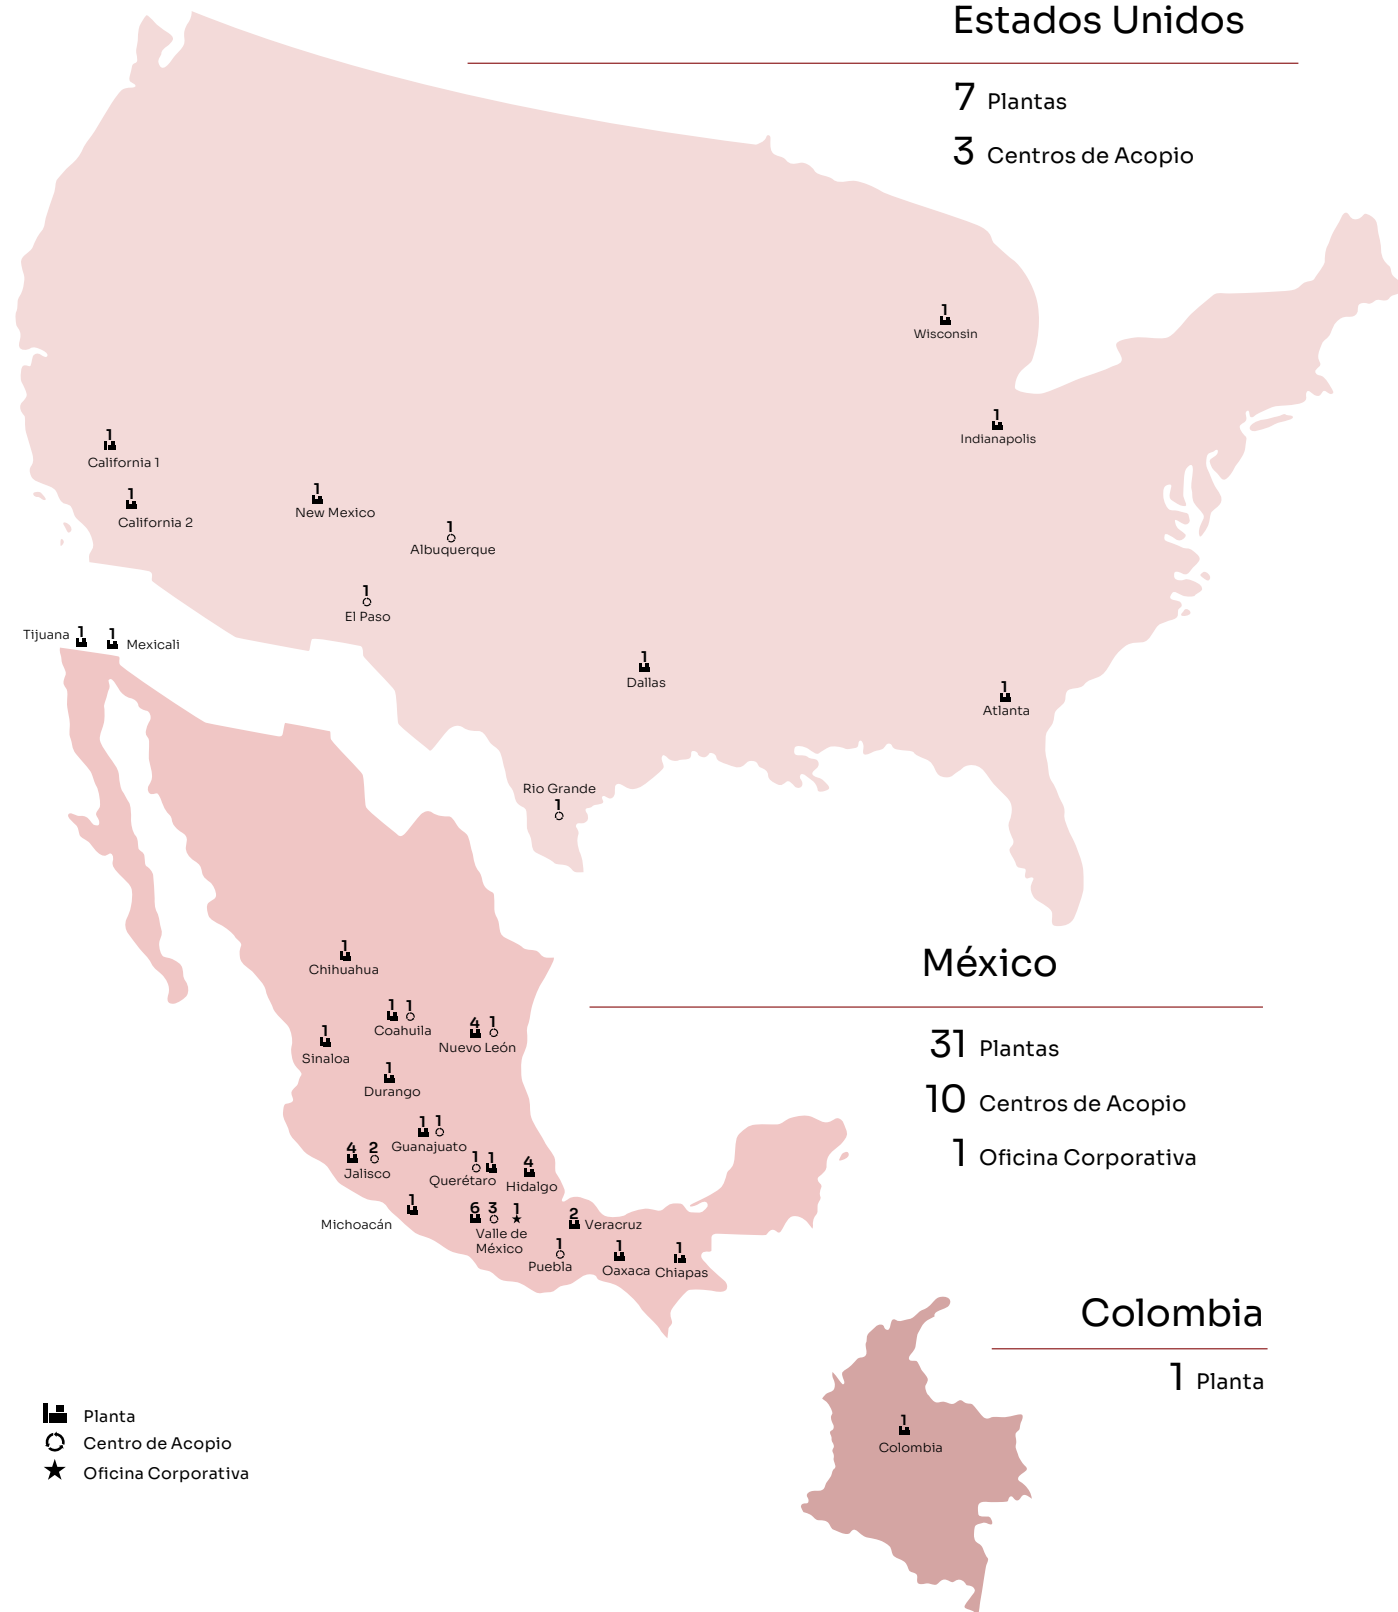 Estados Unidos
7 Plantas
3 Centros de Acopio
1
Wisconsin
1
Indianapolis
1
California 1
1
California 2
1
New Mexico
1
Albuquerque
1
El Paso
Tijuana 1
1 Mexicali
1
Dallas
1
Atlanta
Rio Grande
1
México
31 Plantas
10 Centros de Acopio
1 Oficina Corporativa
1
Chihuahua
1 1
Coahuila
4 1
Nuevo León
1
Sinaloa
1
Durango
1 1
Guanajuato
4 2
Jalisco
1 1
Querétaro
4
Hidalgo
1
Michoacán
6 3 1
Valle de
México
2
Veracruz
1
Puebla
1
Oaxaca
1
Chiapas
Colombia
1 Planta
1
Colombia
Planta
Centro de Acopio
Oficina Corporativa